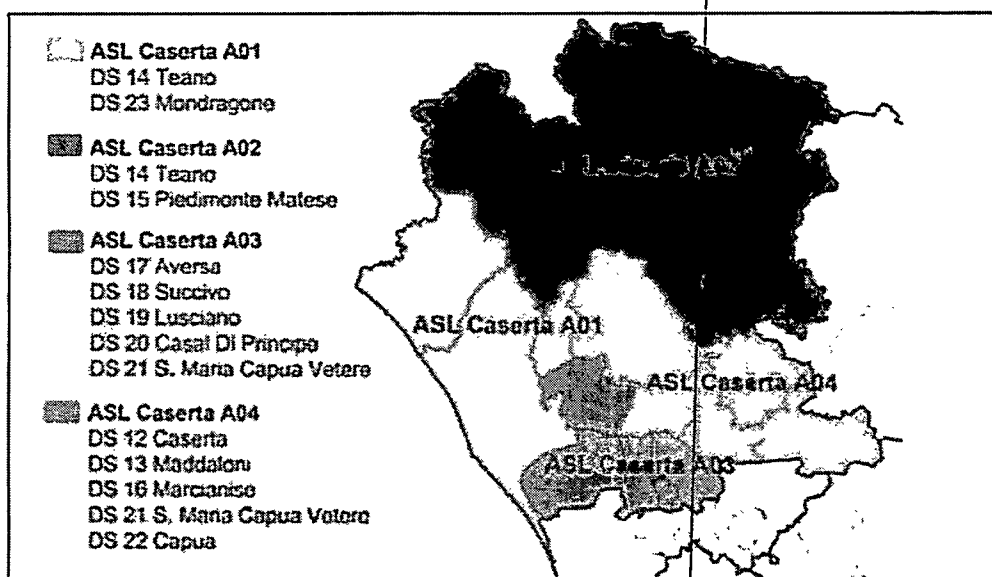 ASL Caserta A01
DS 14 Teano
DS 23 Mondragone
ASL Caserta A02
DS 14 Teano
DS 15 Piedimonte Matese
ASL Caserta A03
DS 17 Aversa
DS 18 Succivo
DS 19 Lusciano
DS 20 Casal Di Principe
DS 21 S. Maria Capua Vetere
ASL Caserta A04
DS 12 Caserta
DS 13 Maddaloni
DS 16 Marcianise
DS 21 S. Maria Capua Vetere
DS 22 Capua
ASL Caserta A01
ASL Caserta A04
ASL Caserta A03